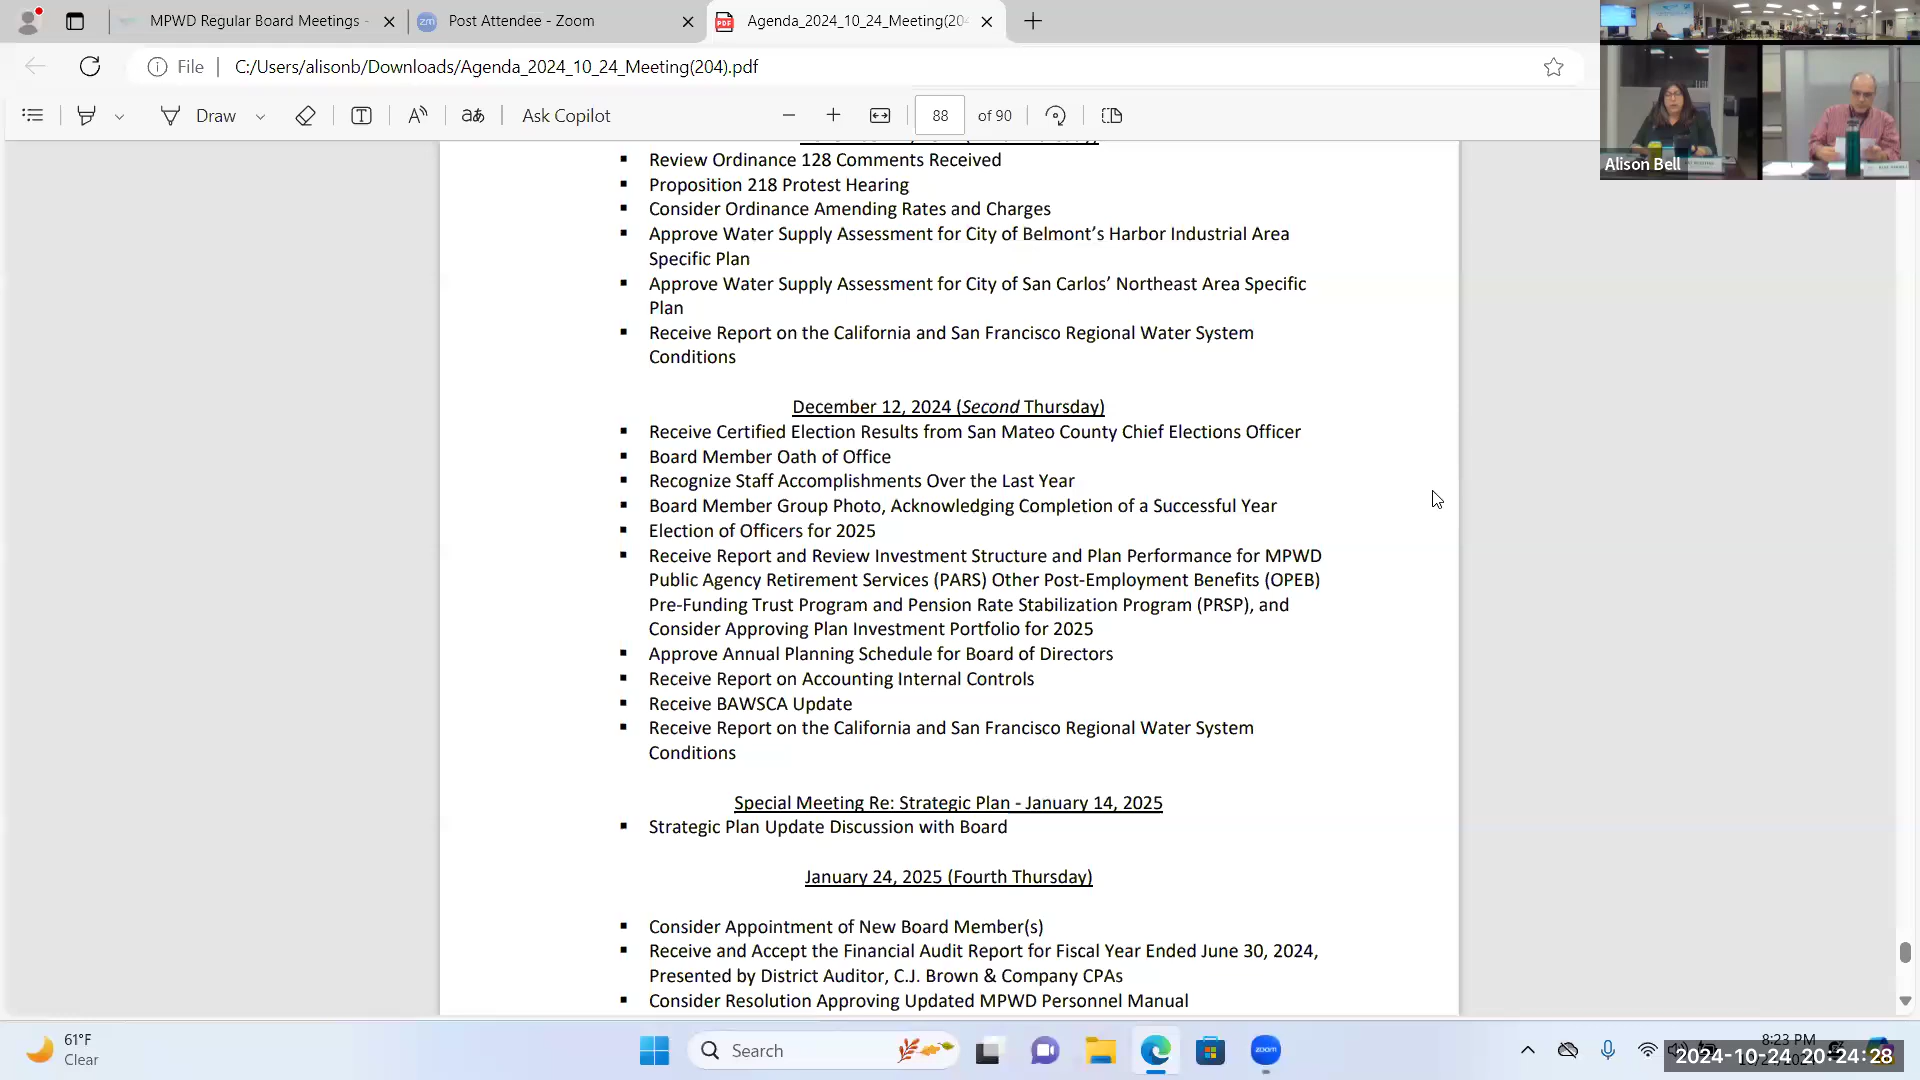 MPWD Regular Board Meetings -
Post Attendee - Zoom
Agenda_2024_10_24_Meeting(204
File
C:/Users/alisonb/Downloads/Agenda_2024_10_24_Meeting(204).pdf
Draw
Ask Copilot
88 of 90
Alison Bell
Review Ordinance 128 Comments Received
Proposition 218 Protest Hearing
Consider Ordinance Amending Rates and Charges
Approve Water Supply Assessment for City of Belmont’s Harbor Industrial Area
Specific Plan
Approve Water Supply Assessment for City of San Carlos’ Northeast Area Specific
Plan
Receive Report on the California and San Francisco Regional Water System
Conditions
December 12, 2024 (Second Thursday)
Receive Certified Election Results from San Mateo County Chief Elections Officer
Board Member Oath of Office
Recognize Staff Accomplishments Over the Last Year
Board Member Group Photo, Acknowledging Completion of a Successful Year
Election of Officers for 2025
Receive Report and Review Investment Structure and Plan Performance for MPWD
Public Agency Retirement Services (PARS) Other Post-Employment Benefits (OPEB)
Pre-Funding Trust Program and Pension Rate Stabilization Program (PRSP), and
Consider Approving Plan Investment Portfolio for 2025
Approve Annual Planning Schedule for Board of Directors
Receive Report on Accounting Internal Controls
Receive BAWSCA Update
Receive Report on the California and San Francisco Regional Water System
Conditions
Special Meeting Re: Strategic Plan - January 14, 2025
Strategic Plan Update Discussion with Board
January 24, 2025 (Fourth Thursday)
Consider Appointment of New Board Member(s)
Receive and Accept the Financial Audit Report for Fiscal Year Ended June 30, 2024,
Presented by District Auditor, C.J. Brown & Company CPAs
Consider Resolution Approving Updated MPWD Personnel Manual
61°F
Clear
Search
zoom
8:23 PM
2024-10-24 20:24:28